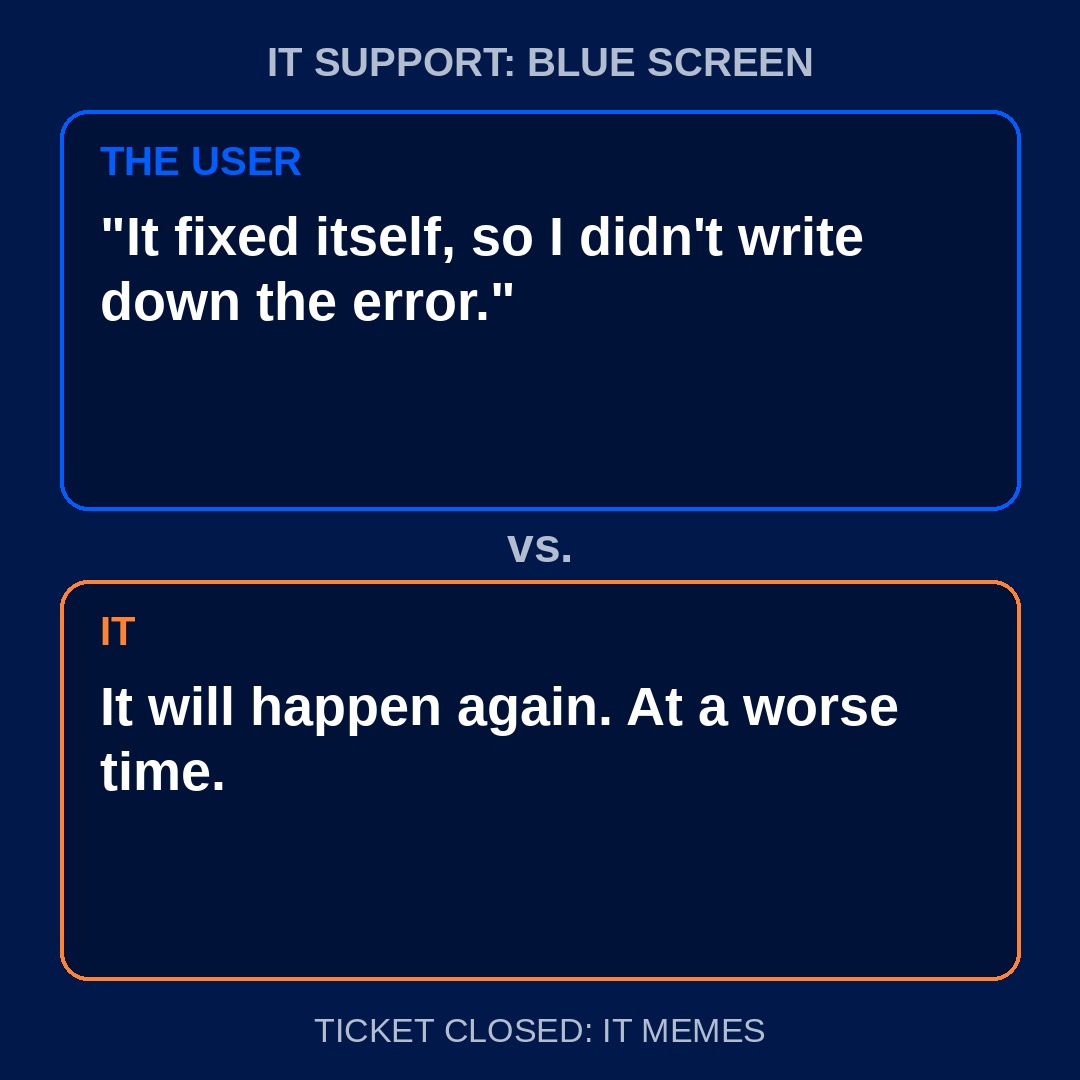 IT SUPPORT: BLUE SCREEN
THE USER
"It fixed itself, so I didn't write
down the error."
vs.
IT
It will happen again. At a worse
time.
TICKET CLOSED: IT MEMES